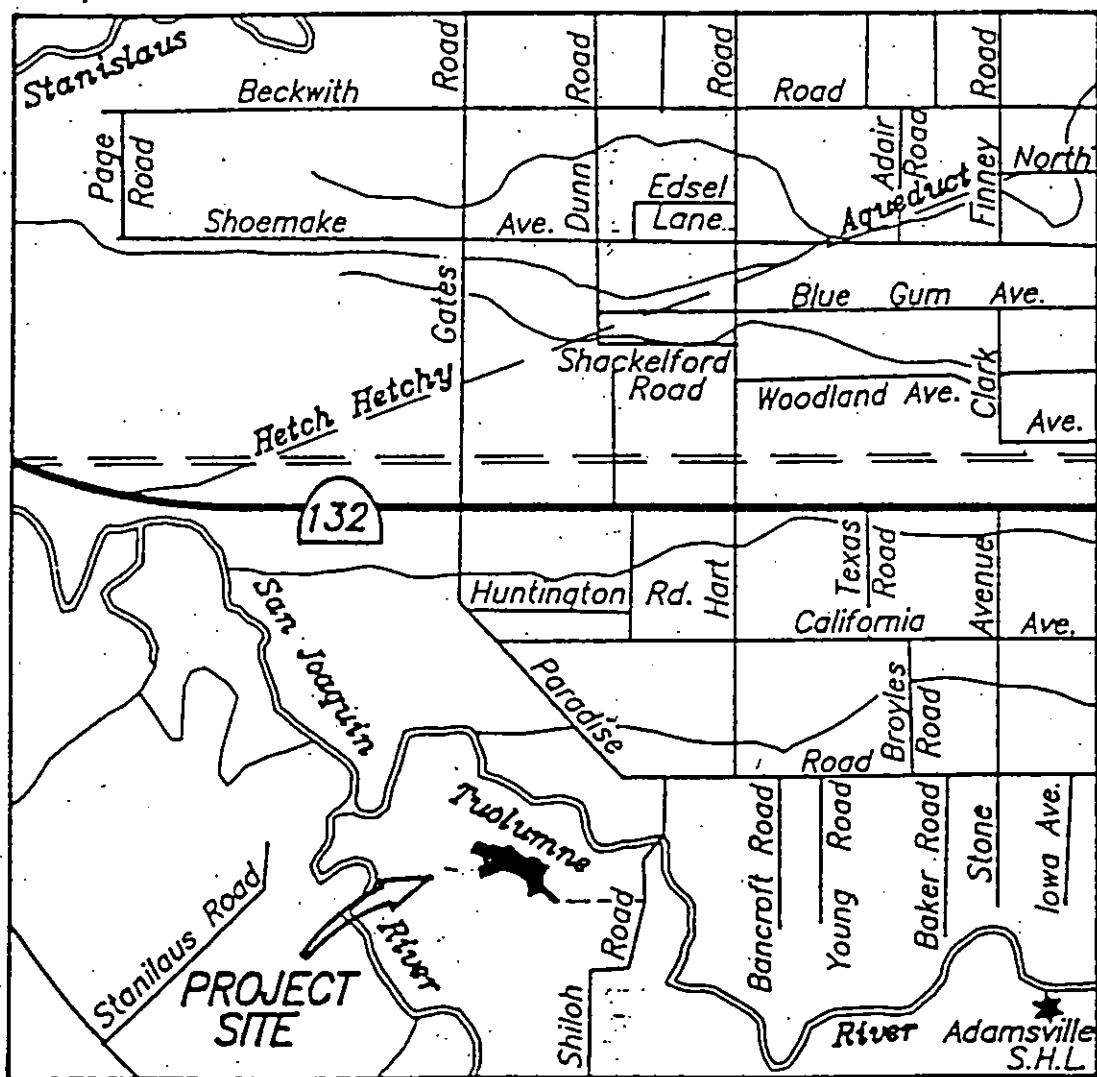 Stanislaus
Beckwith Road Road Road Road Road
Page Road
Dunn
Adair Road
Finney
North
Edsel Lane
Aqueduct
Shoemake Ave.
Gates
Blue Gum Ave.
Shackelford Road
Woodland Ave.
Clark Ave.
Hetch Hetchy
132
San Joaquin River
Huntington Rd.
Hart
Texas Road
Avenue
California Ave.
Paradise Road
Broyles Road
Tuolumne River
Bancroft Road
Young Road
Baker Road
Stone
Iowa Ave.
Stanilaus Road
PROJECT
SITE
Shiloh Road
Adamsville
S.H.L.